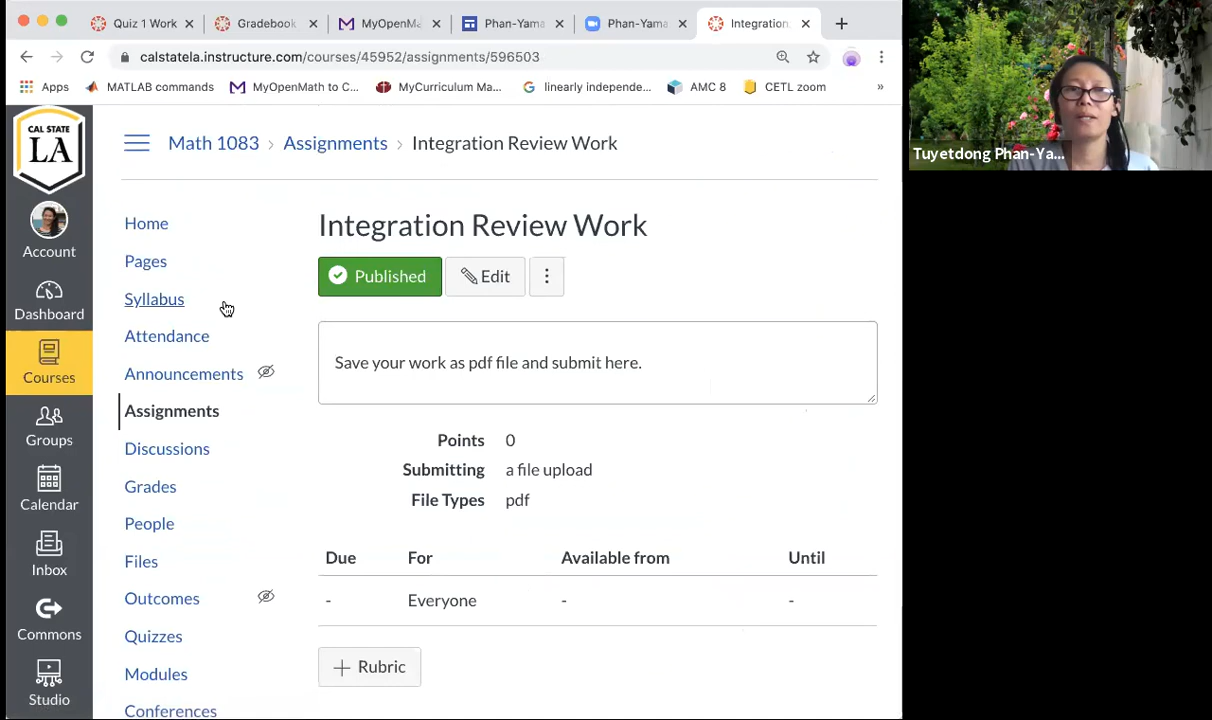 Quiz 1 Work
Gradebook
MyOpenMa
Phan-Yama
Phan-Yama
Integration
calstatela.instructure.com/courses/45952/assignments/596503
Apps
MATLAB commands
MyOpenMath to C...
MyCurriculum Ma...
linearly independe...
AMC 8
CETL zoom
»
Tuyetdong Phan-Ya...
CAL STATE
LA
Account
Dashboard
Courses
Groups
Calendar
Inbox
Commons
Studio
Math 1083 › Assignments › Integration Review Work
Home
Pages
Syllabus
Attendance
Announcements
Assignments
Discussions
Grades
People
Files
Outcomes
Quizzes
Modules
Conferences
Integration Review Work
Published
Edit
Save your work as pdf file and submit here.
Points 0
Submitting a file upload
File Types pdf
Due For Available from Until
- Everyone - -
+ Rubric